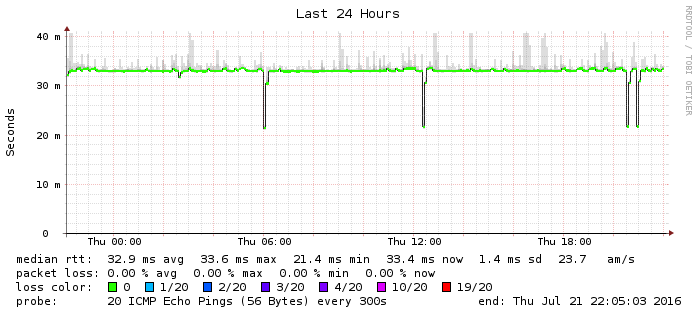 Last 24 Hours
RRDTOOL / TOBI OETIKER
Seconds
40 m
30 m
20 m
10 m
0
Thu 00:00 Thu 06:00 Thu 12:00 Thu 18:00
median rtt: 32.9 ms avg 33.6 ms max 21.4 ms min 33.4 ms now 1.4 ms sd 23.7 am/s
packet loss: 0.00 % avg 0.00 % max 0.00 % min 0.00 % now
loss color: 0 1/20 2/20 3/20 4/20 10/20 19/20
probe: 20 ICMP Echo Pings (56 Bytes) every 300s end: Thu Jul 21 22:05:03 2016